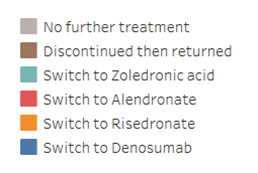 No further treatment
Discontinued then returned
Switch to Zoledronic acid
Switch to Alendronate
Switch to Risedronate
Switch to Denosumab